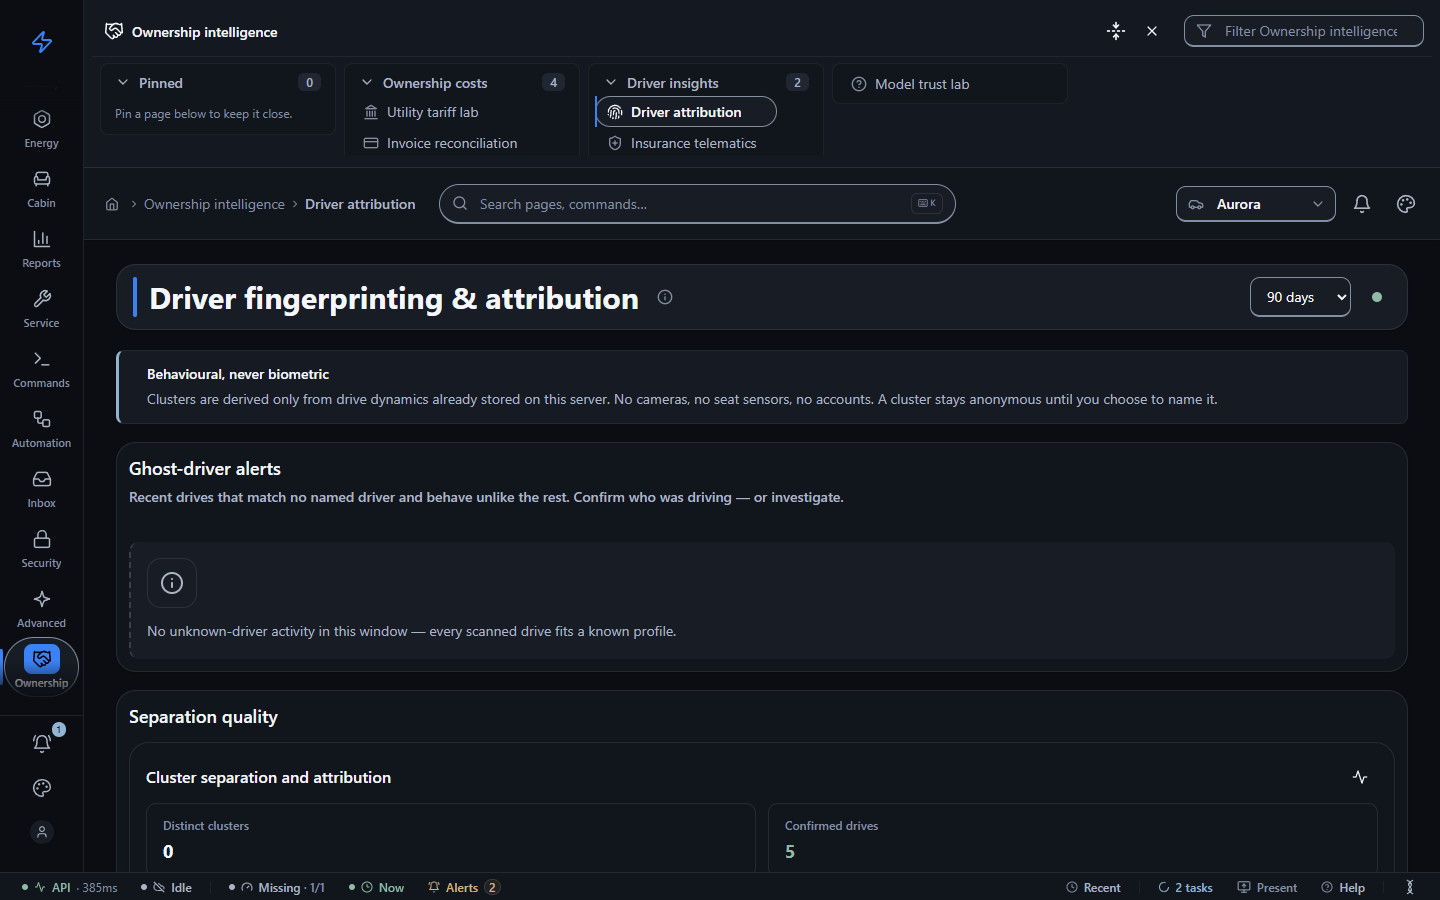 Ownership intelligence
Filter Ownership intelligence
Pinned
0
Pin a page below to keep it close.
Ownership costs
4
Utility tariff lab
Invoice reconciliation
Driver insights
2
Driver attribution
Insurance telematics
Model trust lab
Energy
Cabin
Reports
Service
Commands
Automation
Inbox
Security
Advanced
Ownership
1
Ownership intelligence
Driver attribution
Search pages, commands...
K
Aurora
Driver fingerprinting & attribution
90 days
Behavioural, never biometric
Clusters are derived only from drive dynamics already stored on this server. No cameras, no seat sensors, no accounts. A cluster stays anonymous until you choose to name it.
Ghost-driver alerts
Recent drives that match no named driver and behave unlike the rest. Confirm who was driving — or investigate.
No unknown-driver activity in this window — every scanned drive fits a known profile.
Separation quality
Cluster separation and attribution
Distinct clusters
0
Confirmed drives
5
API · 385ms
Idle
Missing · 1/1
Now
Alerts 2
Recent
2 tasks
Present
Help